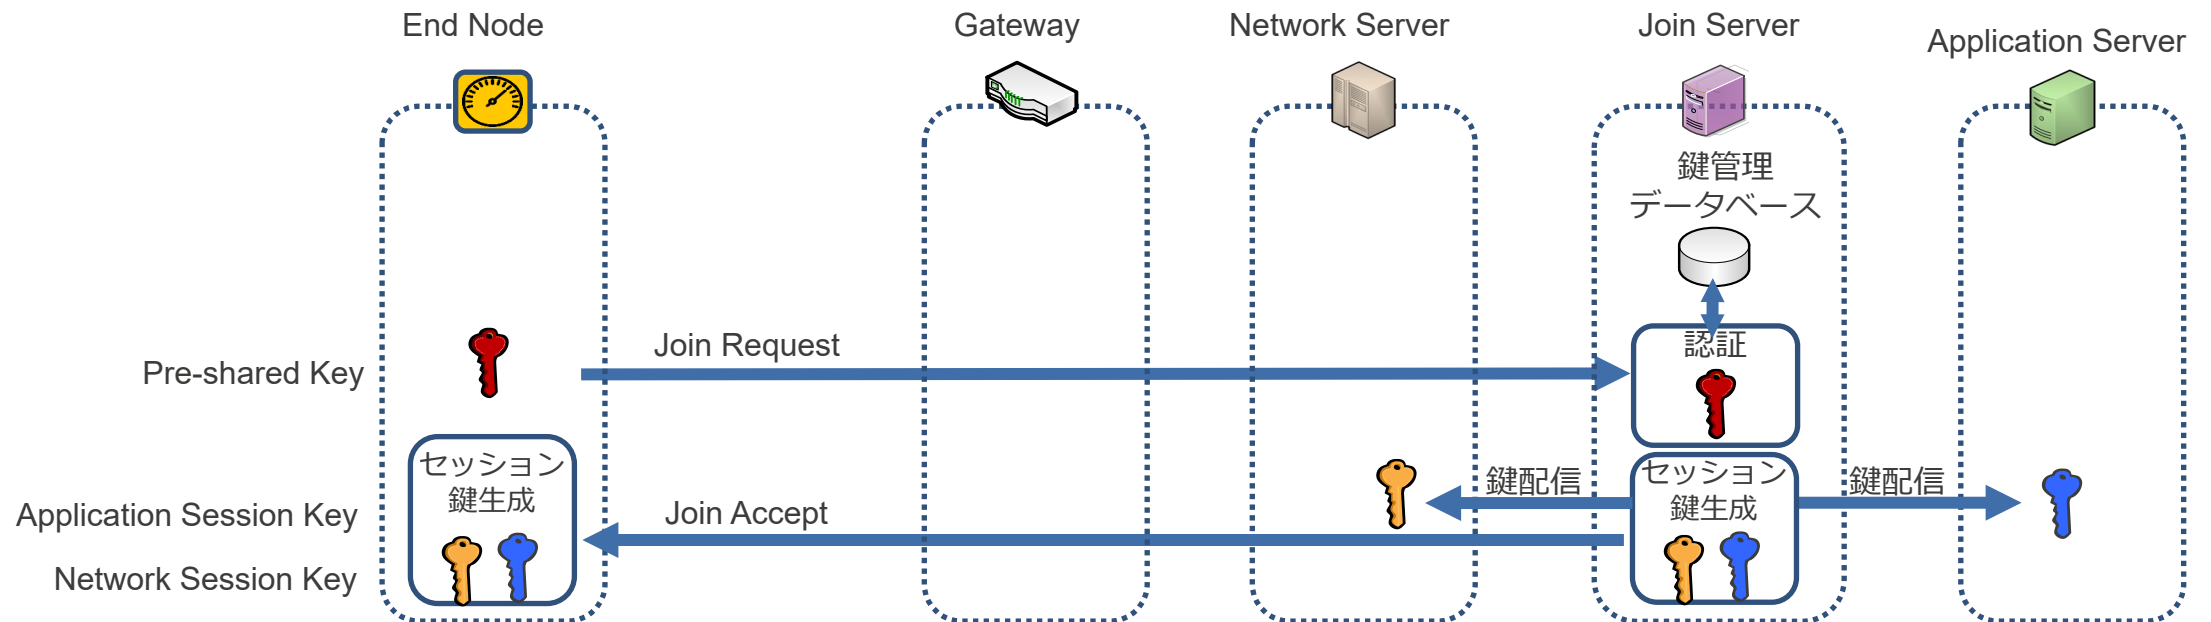 End Node
Gateway
Network Server
Join Server
Application Server
鍵管理
データベース
Join Request
認証
Pre-shared Key
セッション
鍵生成
鍵配信
セッション
鍵生成
鍵配信
Application Session Key
Join Accept
Network Session Key